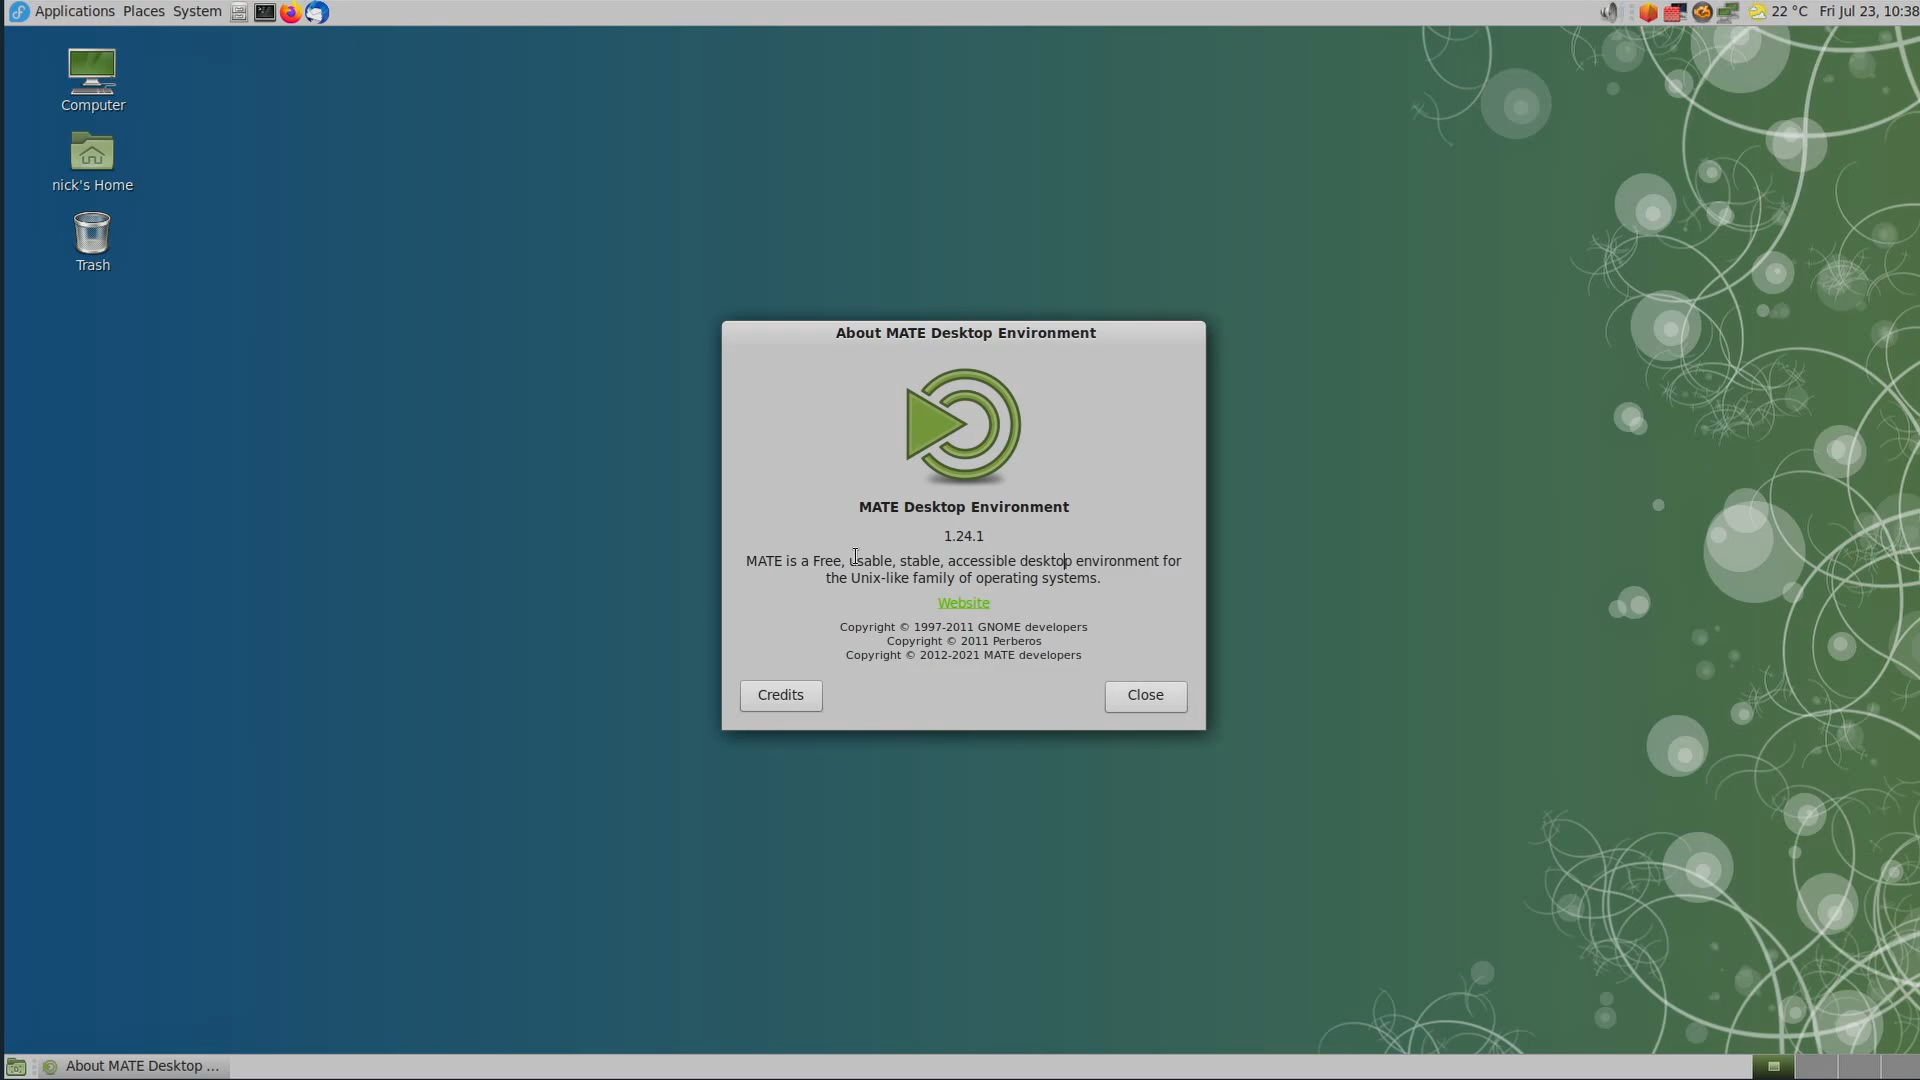 Applications Places System
22 °C Fri Jul 23, 10:38
Computer
nick's Home
Trash
About MATE Desktop Environment
MATE Desktop Environment
1.24.1
MATE is a Free, usable, stable, accessible desktop environment for
the Unix-like family of operating systems.
Website
Copyright © 1997-2011 GNOME developers
Copyright © 2011 Perberos
Copyright © 2012-2021 MATE developers
Credits
Close
About MATE Desktop ...